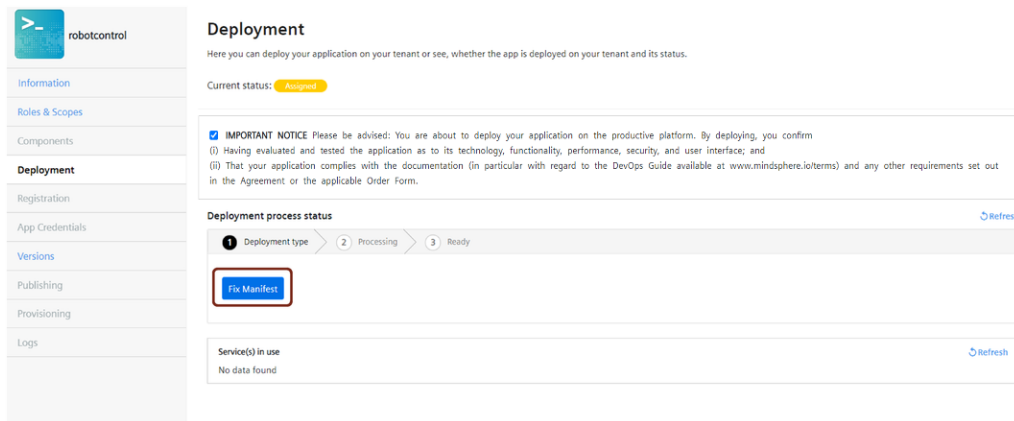 >_
robotcontrol
Information
Roles & Scopes
Components
Deployment
Registration
App Credentials
Versions
Publishing
Provisioning
Logs
Deployment
Here you can deploy your application on your tenant or see, whether the app is deployed on your tenant and its status.
Current status: Assigned
IMPORTANT NOTICE Please be advised: You are about to deploy your application on the productive platform. By deploying, you confirm
(i) Having evaluated and tested the application as to its technology, functionality, performance, security, and user interface; and
(ii) That your application complies with the documentation (in particular with regard to the DevOps Guide available at www.mindsphere.io/terms) and any other requirements set out
in the Agreement or the applicable Order Form.
Deployment process status
Refres
1 Deployment type 2 Processing 3 Ready
Fix Manifest
Service(s) in use
Refresh
No data found